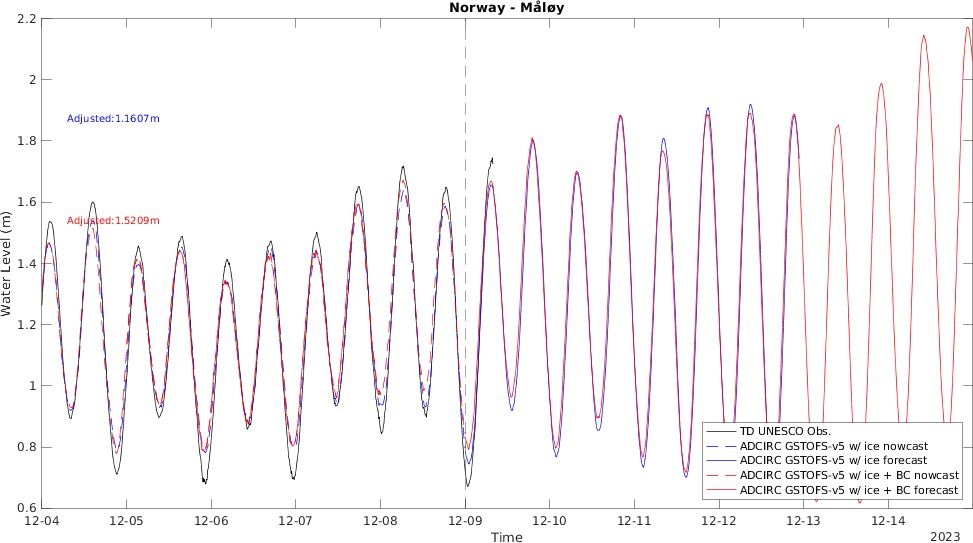 Norway - Måløy
2.2
2
1.8
1.6
1.4
1.2
1
0.8
0.6
Water Level (m)
Adjusted:1.1607m
Adjusted:1.5209m
TD UNESCO Obs.
ADCIRC GSTOFS-v5 w/ ice nowcast
ADCIRC GSTOFS-v5 w/ ice forecast
ADCIRC GSTOFS-v5 w/ ice + BC nowcast
ADCIRC GSTOFS-v5 w/ ice + BC forecast
12-04 12-05 12-06 12-07 12-08 12-09 12-10 12-11 12-12 12-13 12-14
Time
2023